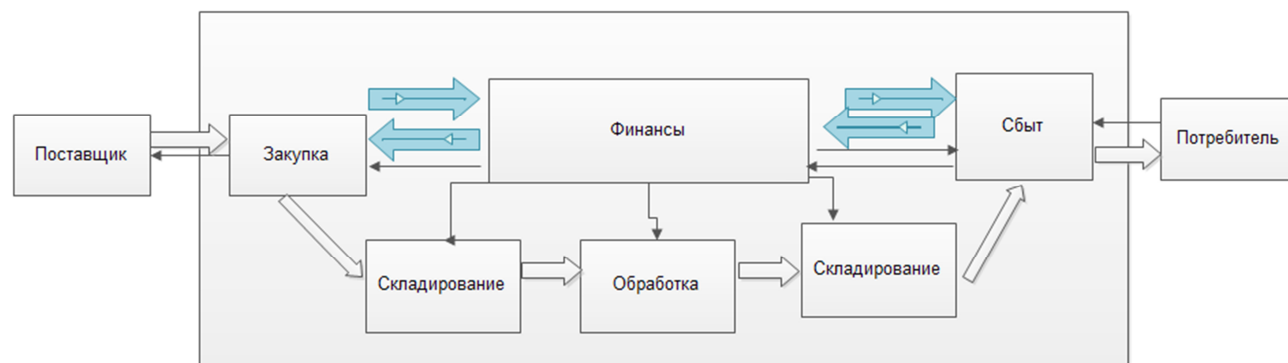 Поставщик
Закупка
Финансы
Сбыт
Потребитель
Складирование
Обработка
Складирование